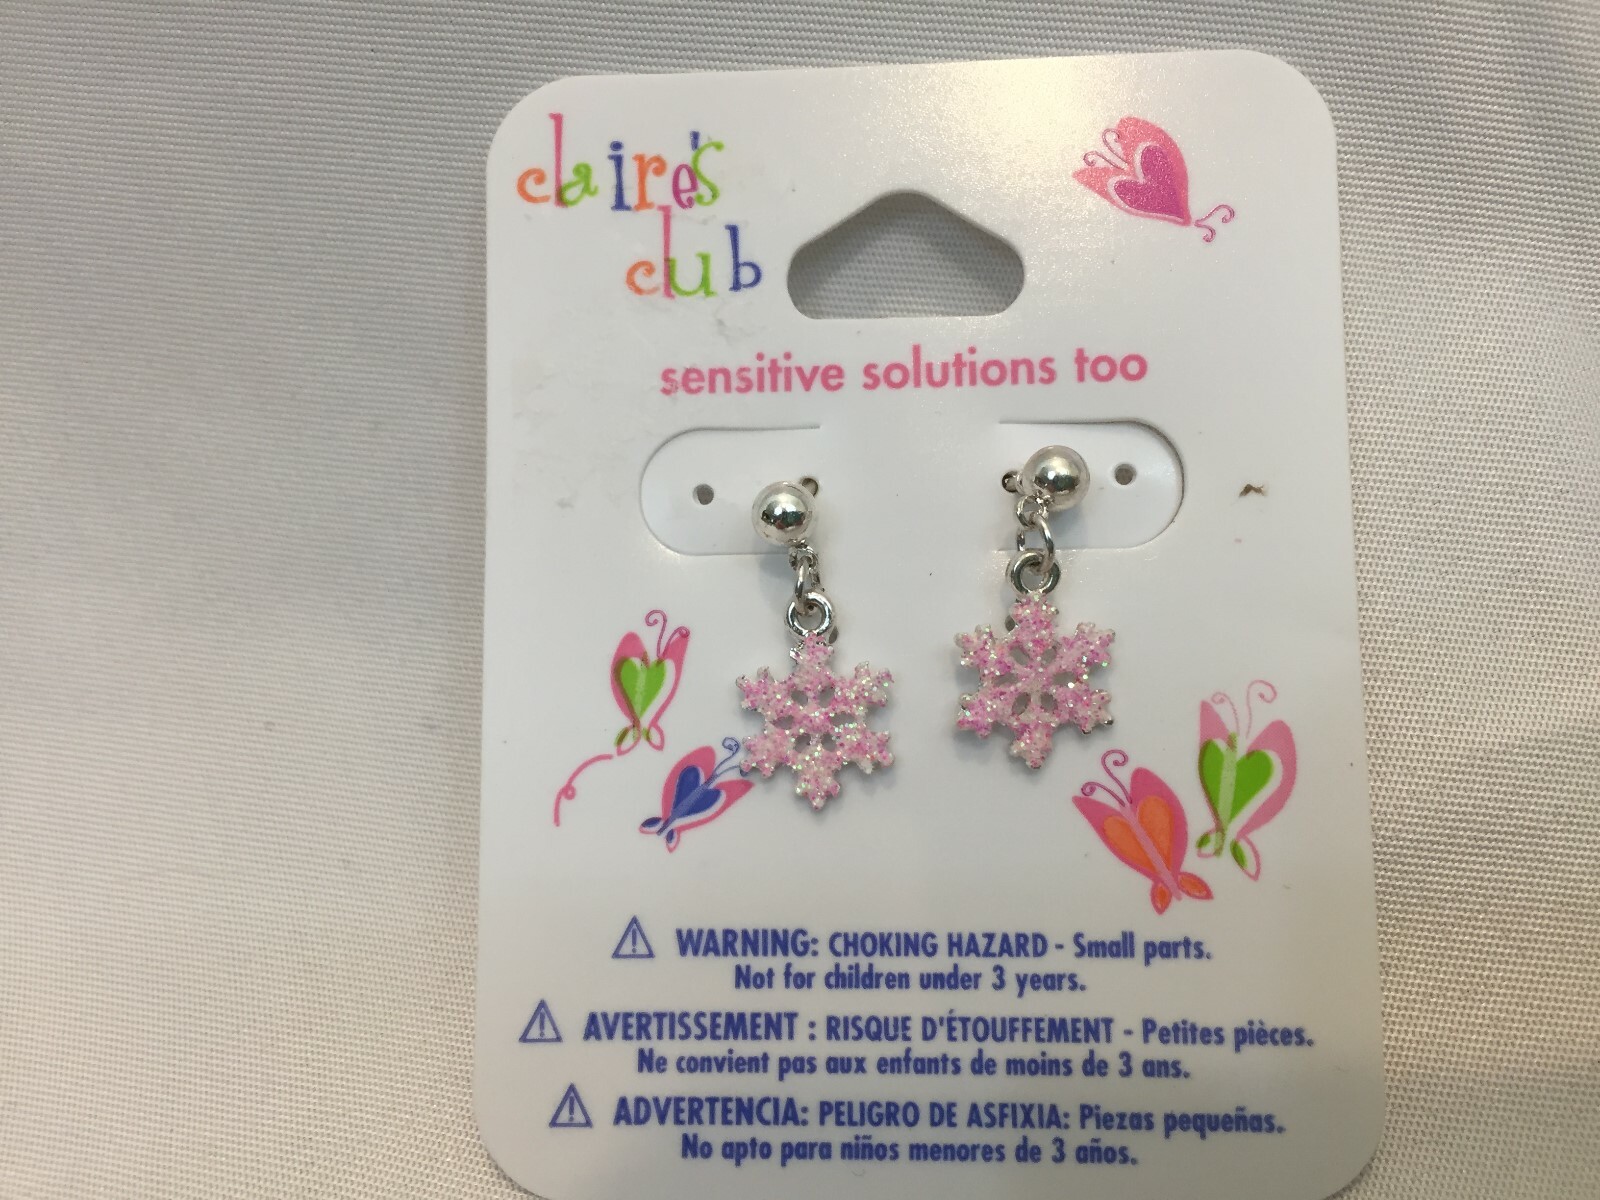 claire's
club
sensitive solutions too
⚠ WARNING: CHOKING HAZARD - Small parts.
Not for children under 3 years.
⚠ AVERTISSEMENT : RISQUE D'ÉTOUFFEMENT - Petites pièces.
Ne convient pas aux enfants de moins de 3 ans.
⚠ ADVERTENCIA: PELIGRO DE ASFIXIA: Piezas pequeñas.
No apto para niños menores de 3 años.